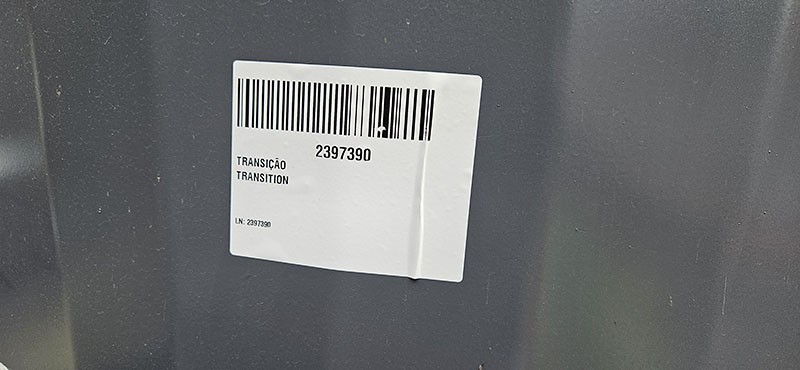 2397390
TRANSIÇÃO
TRANSITION
LN: 2397390